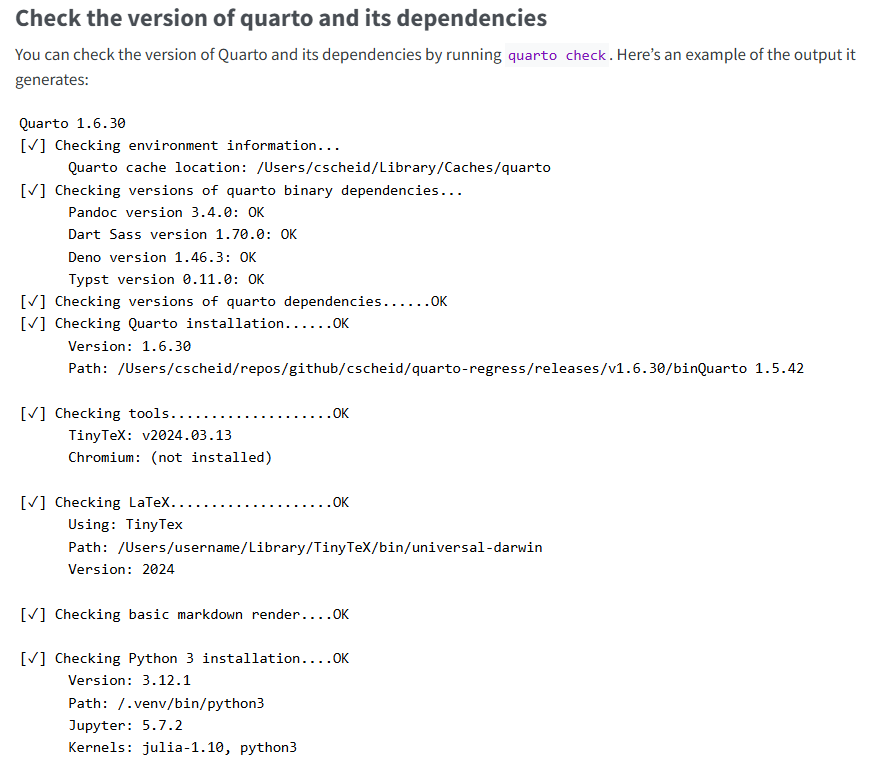 Check the version of quarto and its dependencies
You can check the version of Quarto and its dependencies by running quarto check. Here's an example of the output it
generates:
Quarto 1.6.30
[✓] Checking environment information...
      Quarto cache location: /Users/cscheid/Library/Caches/quarto
[✓] Checking versions of quarto binary dependencies...
      Pandoc version 3.4.0: OK
      Dart Sass version 1.70.0: OK
      Deno version 1.46.3: OK
      Typst version 0.11.0: OK
[✓] Checking versions of quarto dependencies......OK
[✓] Checking Quarto installation......OK
      Version: 1.6.30
      Path: /Users/cscheid/repos/github/cscheid/quarto-regress/releases/v1.6.30/binQuarto 1.5.42
[✓] Checking tools....................OK
      TinyTeX: v2024.03.13
      Chromium: (not installed)
[✓] Checking LaTeX....................OK
      Using: TinyTex
      Path: /Users/username/Library/TinyTeX/bin/universal-darwin
      Version: 2024
[✓] Checking basic markdown render....OK
[✓] Checking Python 3 installation....OK
      Version: 3.12.1
      Path: /.venv/bin/python3
      Jupyter: 5.7.2
      Kernels: julia-1.10, python3